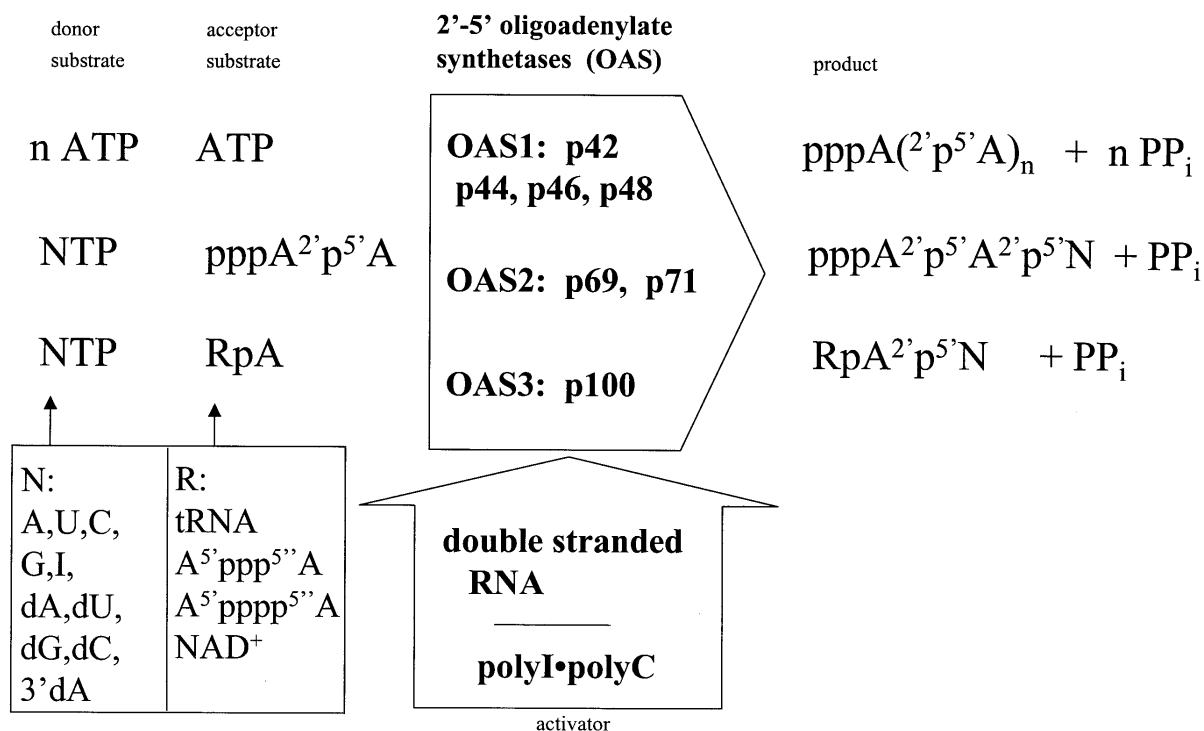 donor substrate
acceptor substrate
2’-5’ oligoadenylate
synthetases (OAS)
product
n ATP
ATP
OAS1: p42
p44, p46, p48
pppA(2’p5’A)n + n PPi
NTP
pppA2’p5’A
OAS2: p69, p71
pppA2’p5’A2’p5’N + PPi
NTP
RpA
OAS3: p100
RpA2’p5’N + PPi
N:
A,U,C,
G,I,
dA,dU,
dG,dC,
3’dA
R:
tRNA
A5’ppp5’’A
A5’pppp5’’A
NAD+
double stranded
RNA
polyI•polyC
activator